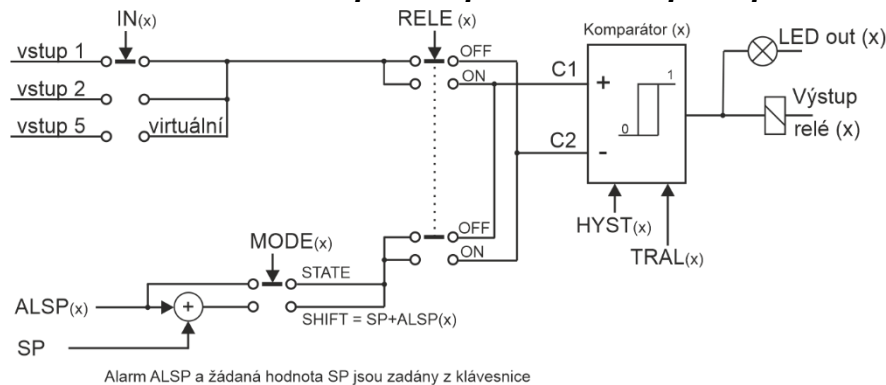 IN(x)
RELE (x)
Komparátor (x)
LED out (x)
vstup 1
OFF
vstup 2
ON
C1
+
1
Výstup
relé (x)
vstup 5
virtuální
C2
-
0
HYST(x)
TRAL(x)
OFF
MODE(x)
ON
STATE
ALSP(x)
+
SHIFT = SP+ALSP(x)
SP
Alarm ALSP a žádaná hodnota SP jsou zadány z klávesnice